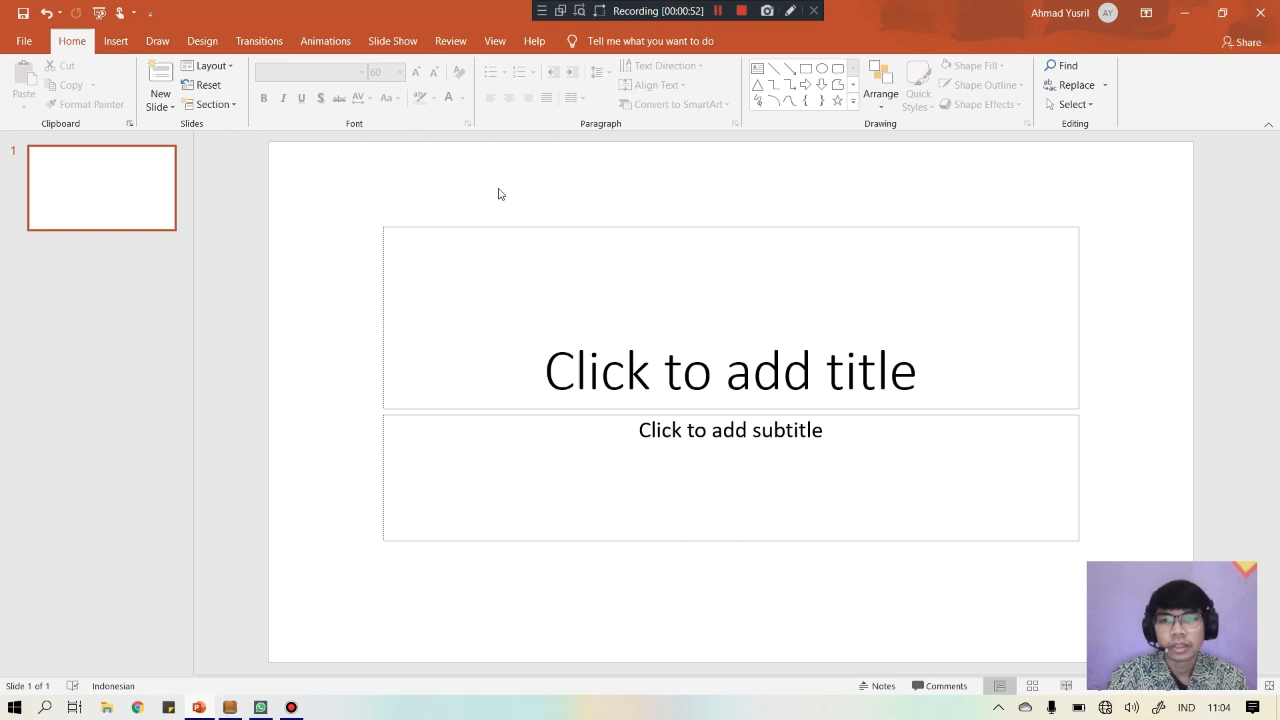 Recording [00:00:52]
Ahmad Yusril AY
File Home Insert Draw Design Transitions Animations Slide Show Review View Help Tell me what you want to do Share
Paste
Cut
Copy
Format Painter
Clipboard
New Slide
Layout
Reset
Section
Slides
60
B I U S abc AV Aa A
Font
Text Direction
Align Text
Convert to SmartArt
Paragraph
Arrange
Quick Styles
Shape Fill
Shape Outline
Shape Effects
Drawing
Find
Replace
Select
Editing
1
Click to add title
Click to add subtitle
Slide 1 of 1 Indonesian Notes Comments
IND 11:04